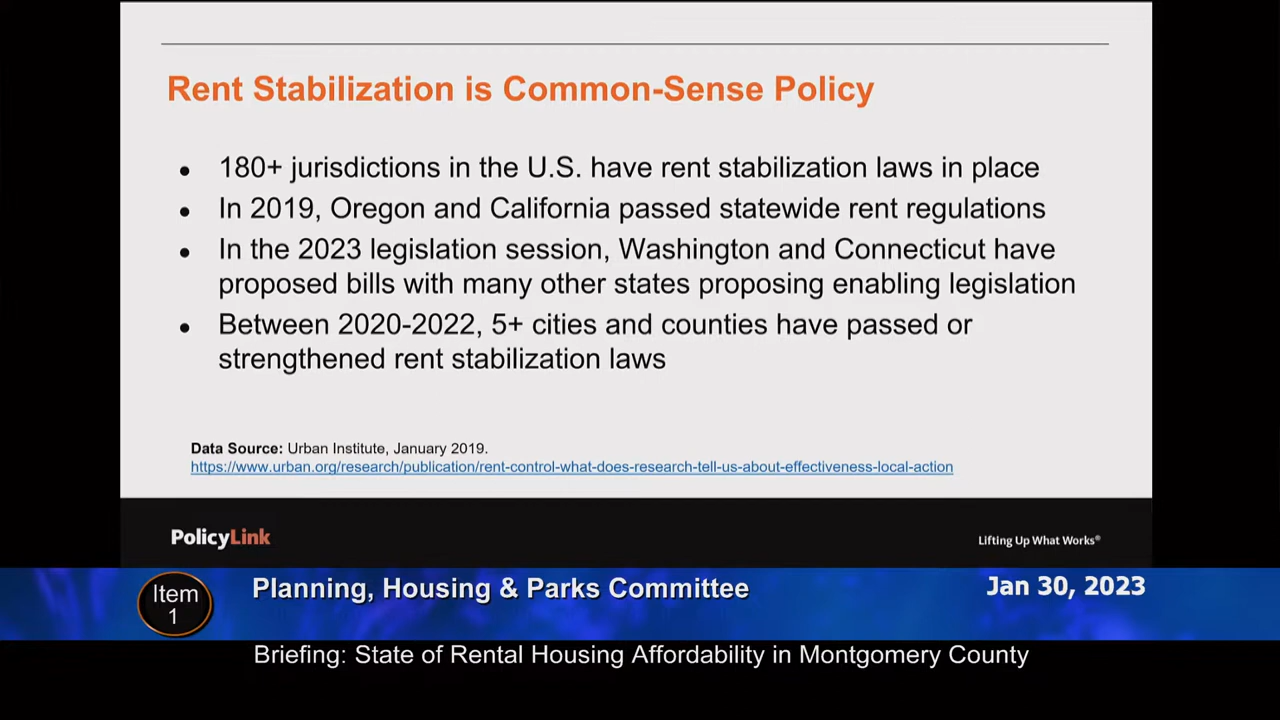 Rent Stabilization is Common-Sense Policy
● 180+ jurisdictions in the U.S. have rent stabilization laws in place
● In 2019, Oregon and California passed statewide rent regulations
● In the 2023 legislation session, Washington and Connecticut have
proposed bills with many other states proposing enabling legislation
● Between 2020-2022, 5+ cities and counties have passed or
strengthened rent stabilization laws
Data Source: Urban Institute, January 2019.
https://www.urban.org/research/publication/rent-control-what-does-research-tell-us-about-effectiveness-local-action
PolicyLink
Lifting Up What Works®
Item
1
Planning, Housing & Parks Committee
Jan 30, 2023
Briefing: State of Rental Housing Affordability in Montgomery County